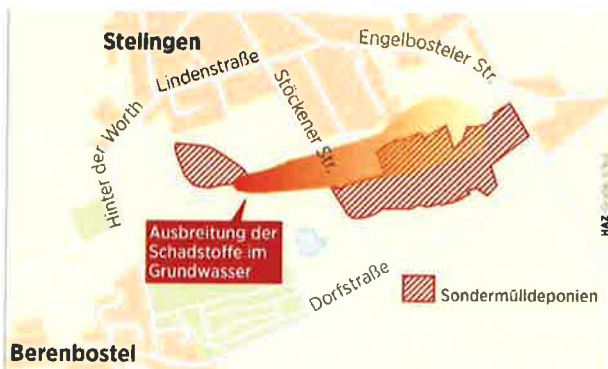 Stelingen
Engelbosteler Str.
Lindenstraße
Stöckener Str.
Hinter der Worth
Ausbreitung der
Schadstoffe im
Grundwasser
Dorfstraße
Sondermülldeponien
Berenbostel
HAZ